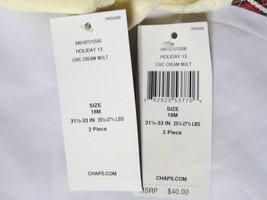 HOLIDAY 13
CHIC CREAM MULT
SIZE
18M
31½-33 IN 25½-27½ LBS
2 Piece
CHAPS.COM
HOLIDAY 13
CHIC CREAM MULT
SIZE
18M
31½-33 IN 25½-27½ LBS
2 Piece
CHAPS.COM
MSRP $40.00